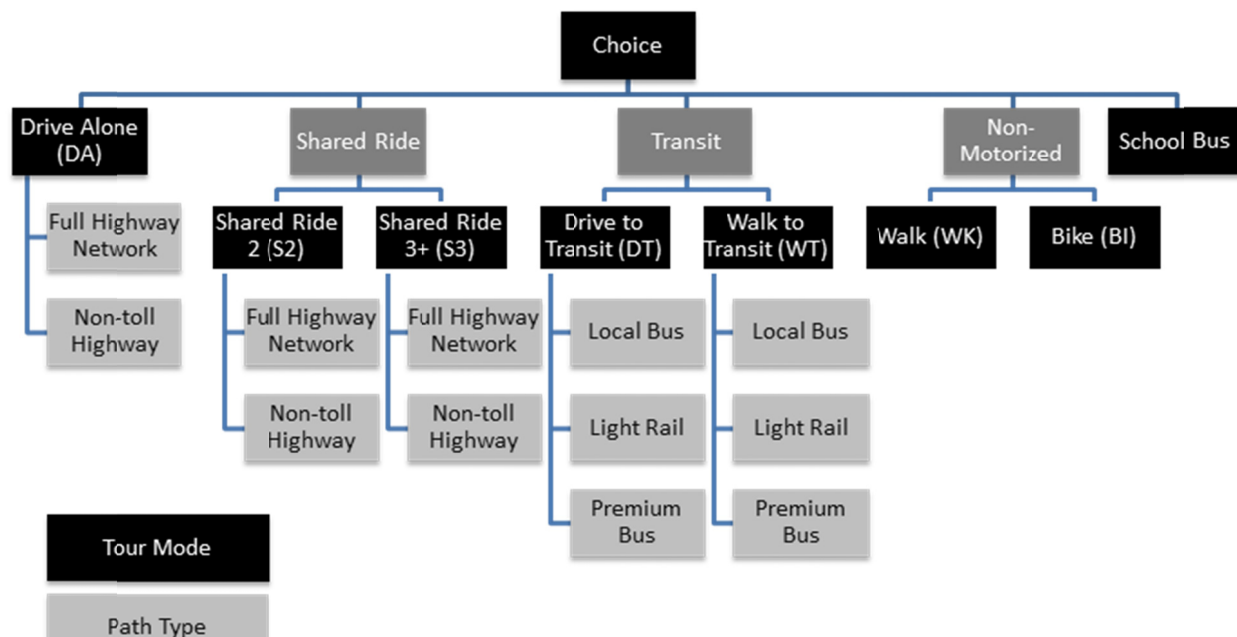 Choice
Drive Alone
(DA)
Shared Ride
Transit
Non-
Motorized
School Bus
Full Highway
Network
Non-toll
Highway
Shared Ride
2 (S2)
Full Highway
Network
Non-toll
Highway
Shared Ride
3+ (S3)
Full Highway
Network
Non-toll
Highway
Drive to
Transit (DT)
Local Bus
Light Rail
Premium
Bus
Walk to
Transit (WT)
Local Bus
Light Rail
Premium
Bus
Walk (WK)
Bike (BI)
Tour Mode
Path Type